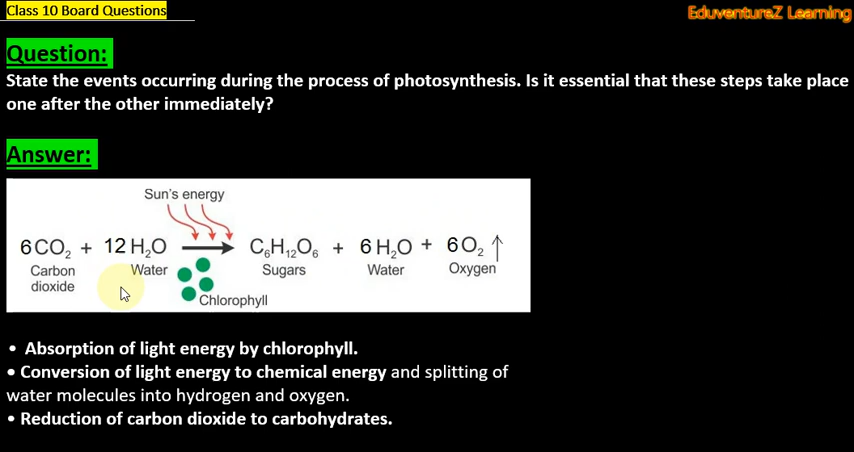 Class 10 Board Questions
EduventureZ Learning
Question:
State the events occurring during the process of photosynthesis. Is it essential that these steps take place
one after the other immediately?
Answer:
Sun's energy
6CO₂ + 12H₂O → C₆H₁₂O₆ + 6H₂O + 6O₂ ↑
Carbon dioxide Water Sugars Water Oxygen
Chlorophyll
• Absorption of light energy by chlorophyll.
• Conversion of light energy to chemical energy and splitting of
water molecules into hydrogen and oxygen.
• Reduction of carbon dioxide to carbohydrates.